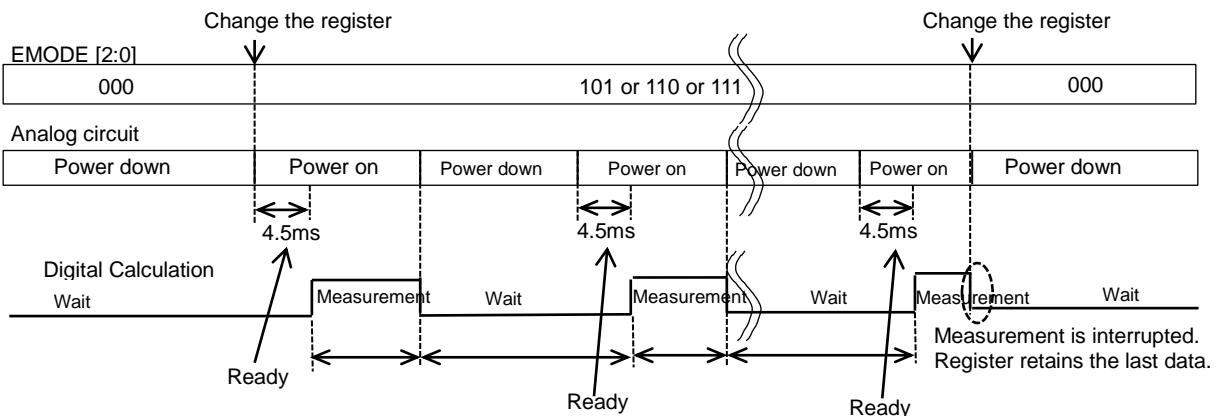 Change the register
Change the register
EMODE [2:0]
000
101 or 110 or 111
000
Analog circuit
Power down
Power on
Power down
Power on
Power down
Power on
Power down
4.5ms
4.5ms
4.5ms
Digital Calculation
Wait
Measurement
Wait
Measurement
Wait
Measurement
Wait
Measurement is interrupted.
Register retains the last data.
Ready
Ready
Ready